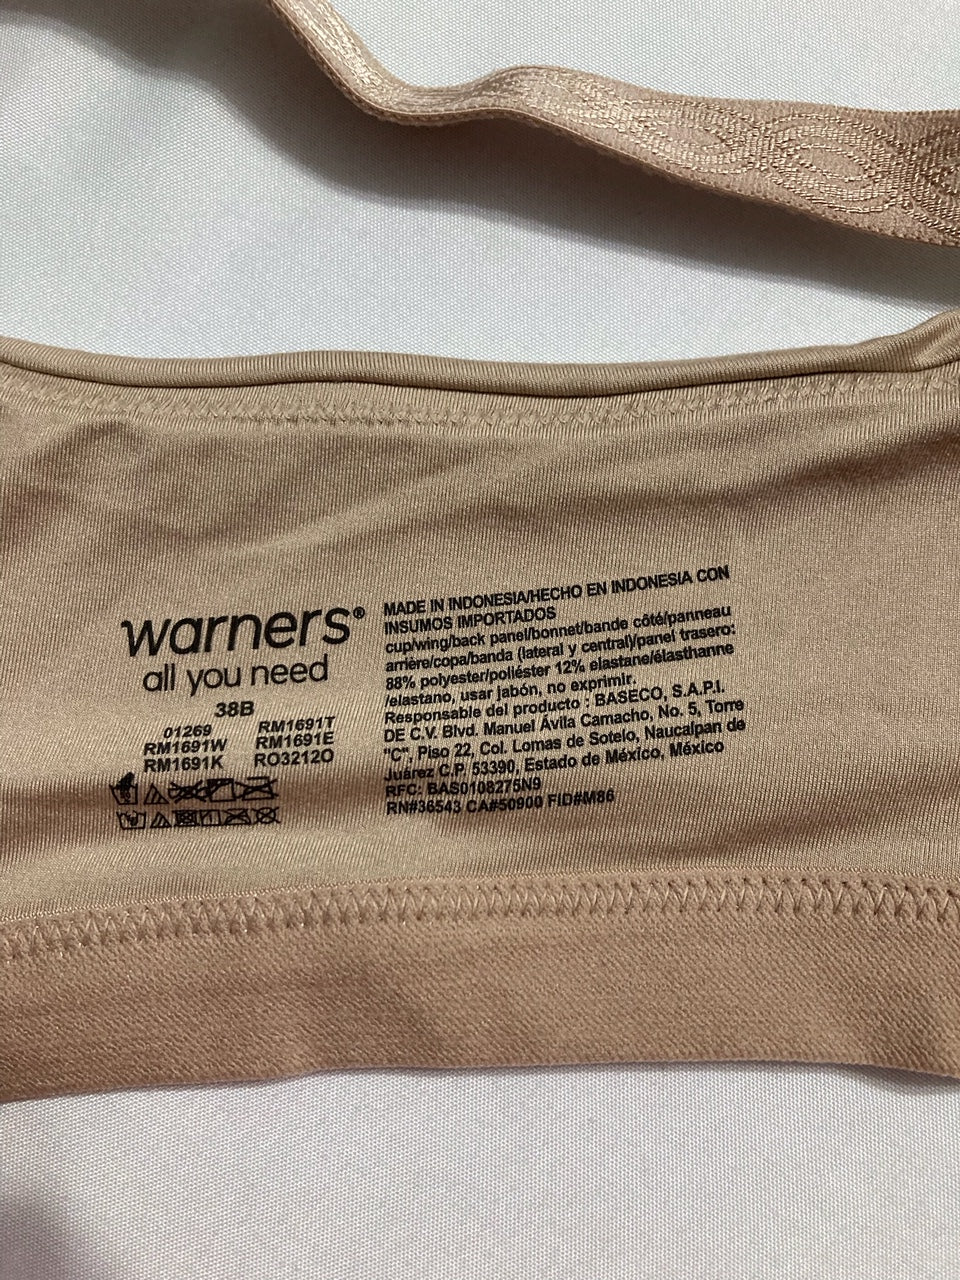 warners®
all you need
38B
01269 RM1691T
RM1691W RM1691E
RM1691K RO3212O
MADE IN INDONESIA/HECHO EN INDONESIA CON
INSUMOS IMPORTADOS
cup/wing/back panel/bonnet/bande côté/panneau
arrière/copa/banda (lateral y central)/panel trasero:
88% polyester/poliéster 12% elastane/élasthanne
/elastano, usar jabón, no exprimir.
Responsable del producto : BASECO, S.A.P.I.
DE C.V. Blvd. Manuel Ávila Camacho, No. 5, Torre
"C", Piso 22, Col. Lomas de Sotelo, Naucalpan de
Juárez C.P. 53390, Estado de México, México
RFC: BAS0108275N9
RN#36543 CA#50900 FID#M86